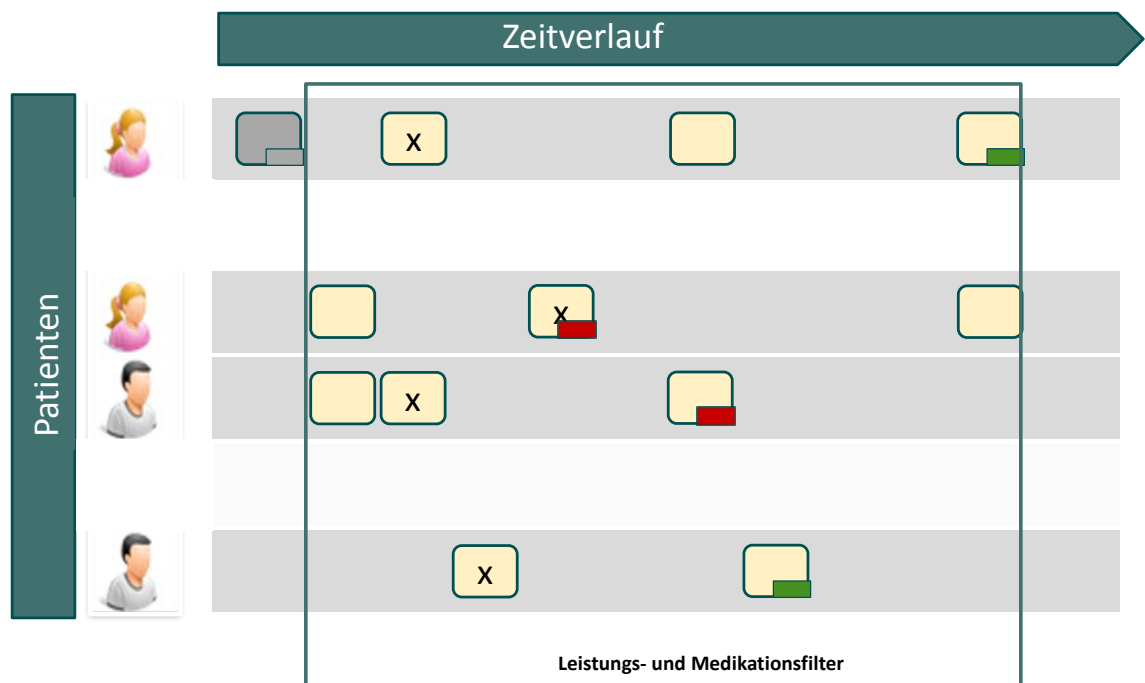 Zeitverlauf
Patienten
x
x
x
x
Leistungs- und Medikationsfilter